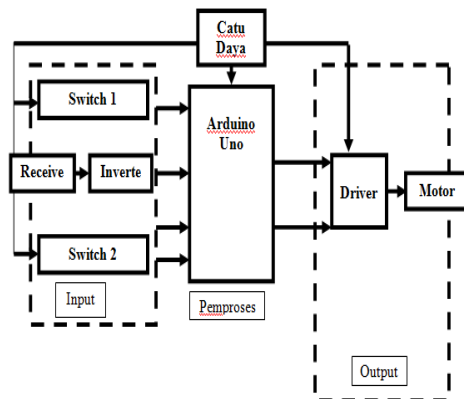 Catu
Daya
Switch 1
Arduino
Uno
Receive
Inverte
Driver
Motor
Switch 2
Input
Pemproses
Output